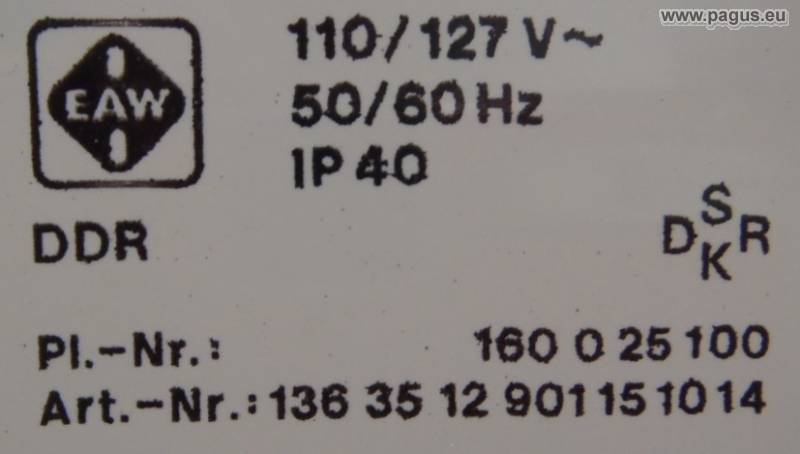 www.pagus.eu
EAW
110/127 V~
50/60 Hz
IP 40
DDR
S
D R
K
Pl.-Nr.: 160 0 25 100
Art.-Nr.: 136 35 12 901 15 10 14